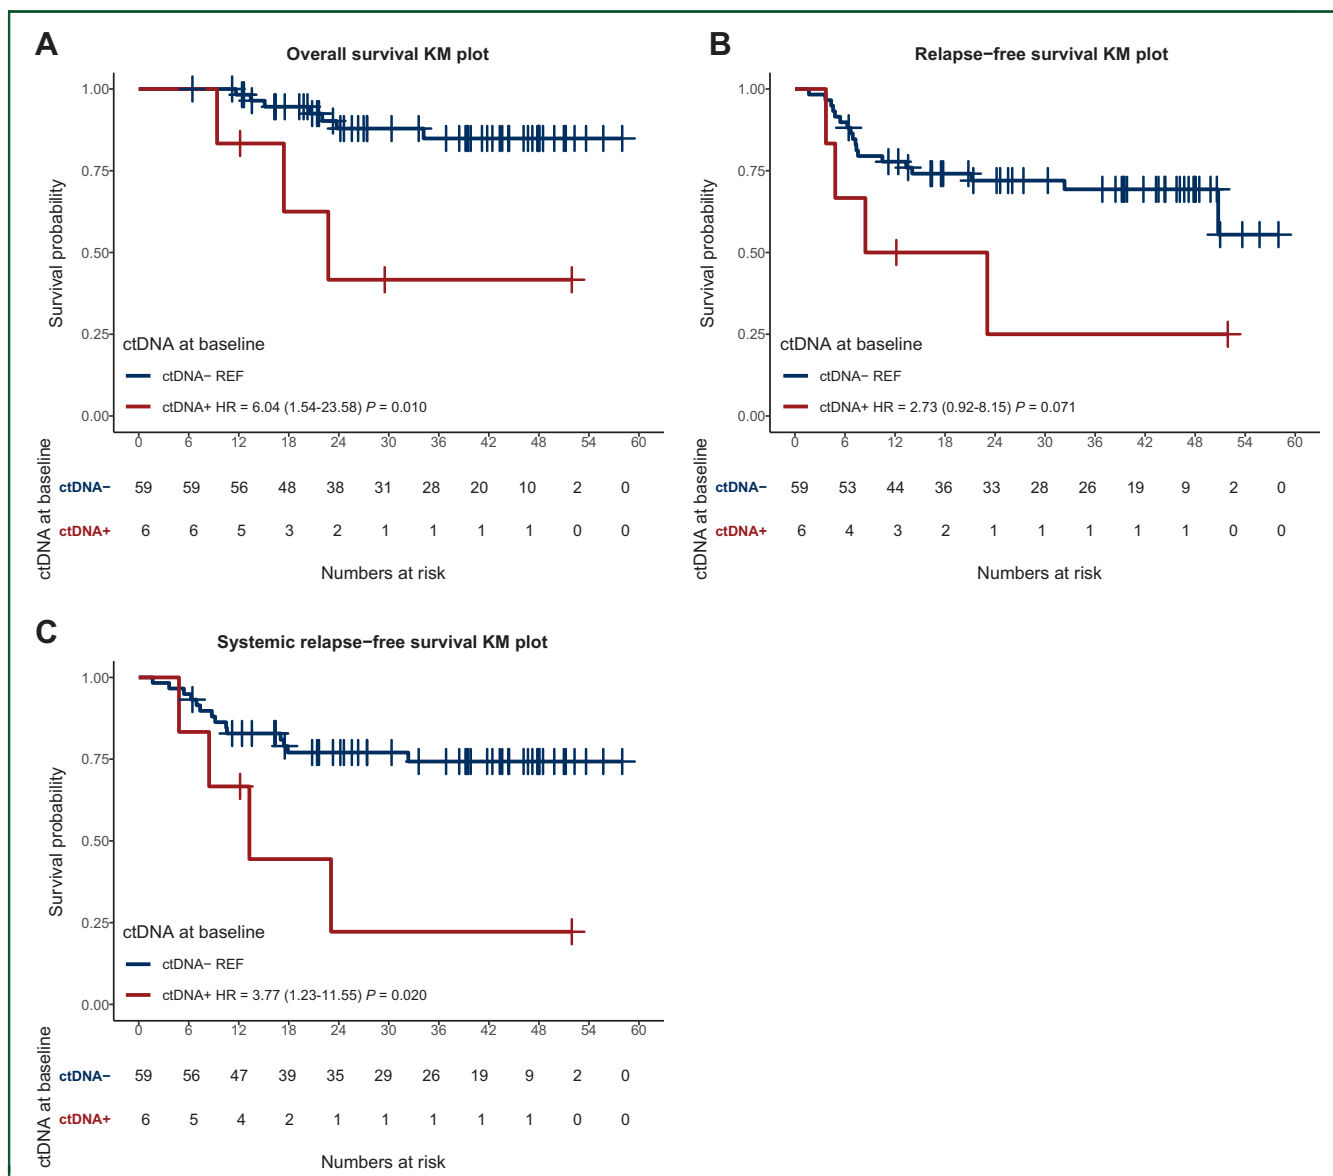 A
Overall survival KM plot
Survival probability
1.00
0.75
0.50
0.25
0.00
ctDNA at baseline
ctDNA− REF
ctDNA+ HR = 6.04 (1.54-23.58) P = 0.010
0 6 12 18 24 30 36 42 48 54 60
ctDNA at baseline
ctDNA− 59 59 56 48 38 31 28 20 10 2 0
ctDNA+ 6 6 5 3 2 1 1 1 1 0 0
Numbers at risk
B
Relapse−free survival KM plot
Survival probability
1.00
0.75
0.50
0.25
0.00
ctDNA at baseline
ctDNA− REF
ctDNA+ HR = 2.73 (0.92-8.15) P = 0.071
0 6 12 18 24 30 36 42 48 54 60
ctDNA at baseline
ctDNA− 59 53 44 36 33 28 26 19 9 2 0
ctDNA+ 6 4 3 2 1 1 1 1 1 0 0
Numbers at risk
C
Systemic relapse−free survival KM plot
Survival probability
1.00
0.75
0.50
0.25
0.00
ctDNA at baseline
ctDNA− REF
ctDNA+ HR = 3.77 (1.23-11.55) P = 0.020
0 6 12 18 24 30 36 42 48 54 60
ctDNA at baseline
ctDNA− 59 56 47 39 35 29 26 19 9 2 0
ctDNA+ 6 5 4 2 1 1 1 1 1 0 0
Numbers at risk